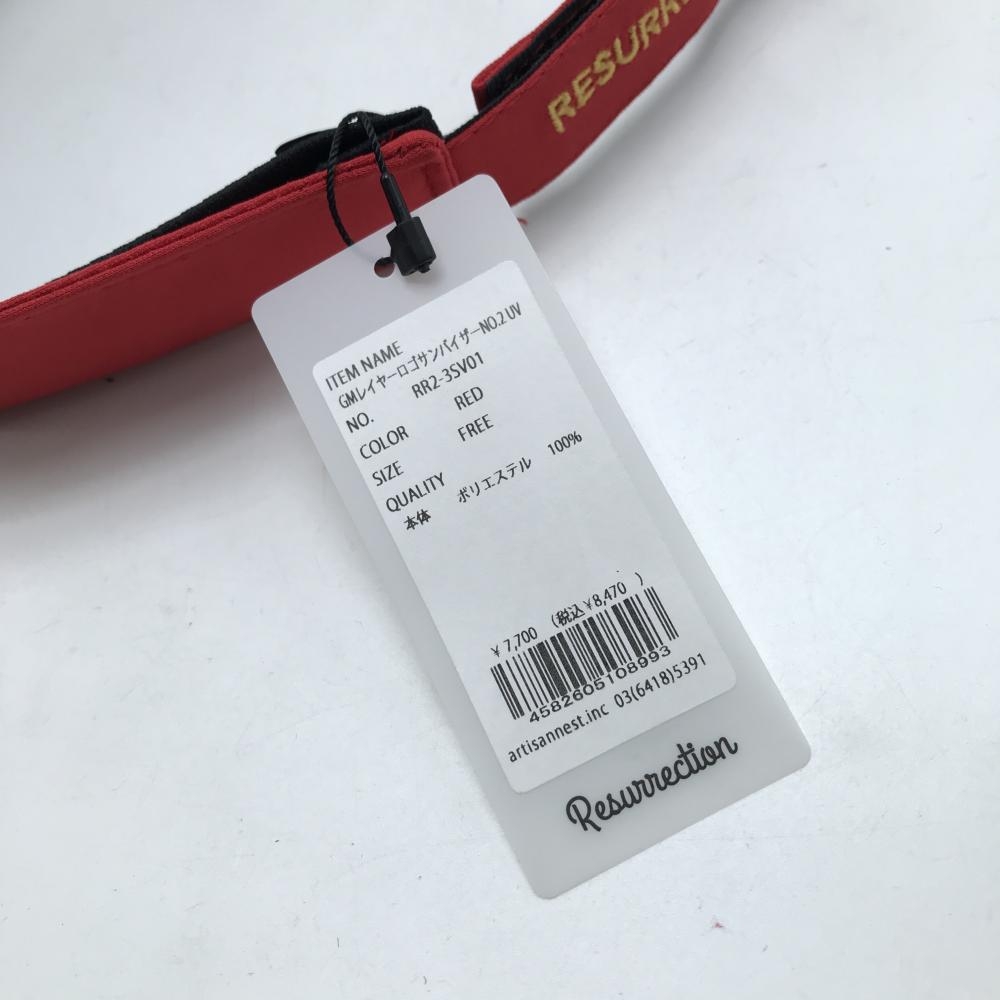 RESURR
ITEM NAME
GMレイヤーロゴサンバイザーNO.2 UV
NO. RR2-3SV01
COLOR RED
SIZE FREE
QUALITY
本体 ポリエステル 100%
¥7,700 (税込¥8,470 )
4582605108993
artisannest.inc 03(6418)5391
Resurrection